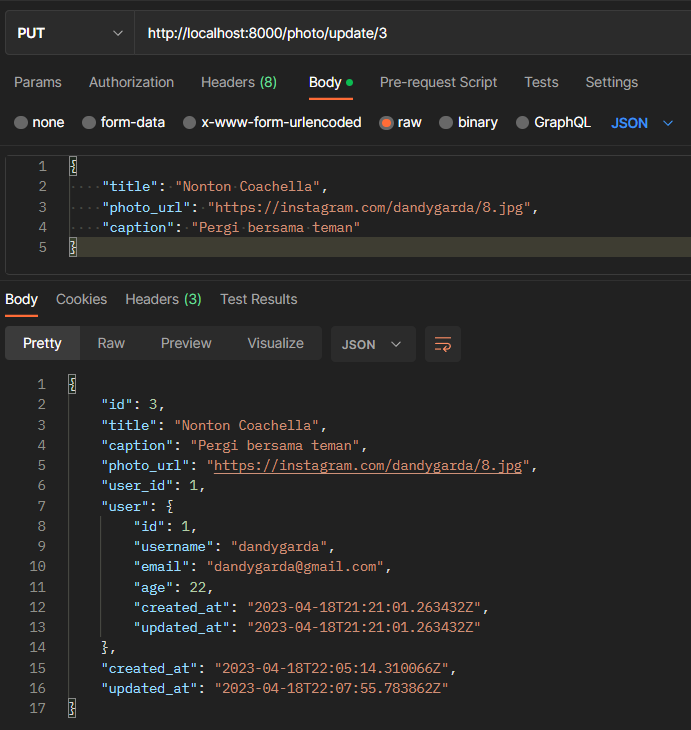 PUT http://localhost:8000/photo/update/3
Params Authorization Headers (8) Body Pre-request Script Tests Settings
none form-data x-www-form-urlencoded raw binary GraphQL JSON
1 {
2 "title": "Nonton Coachella",
3 "photo_url": "https://instagram.com/dandygarda/8.jpg",
4 "caption": "Pergi bersama teman"
5 }
Body Cookies Headers (3) Test Results
Pretty Raw Preview Visualize JSON
1 {
2 "id": 3,
3 "title": "Nonton Coachella",
4 "caption": "Pergi bersama teman",
5 "photo_url": "https://instagram.com/dandygarda/8.jpg",
6 "user_id": 1,
7 "user": {
8 "id": 1,
9 "username": "dandygarda",
10 "email": "dandygarda@gmail.com",
11 "age": 22,
12 "created_at": "2023-04-18T21:21:01.263432Z",
13 "updated_at": "2023-04-18T21:21:01.263432Z"
14 },
15 "created_at": "2023-04-18T22:05:14.310066Z",
16 "updated_at": "2023-04-18T22:07:55.783862Z"
17 }